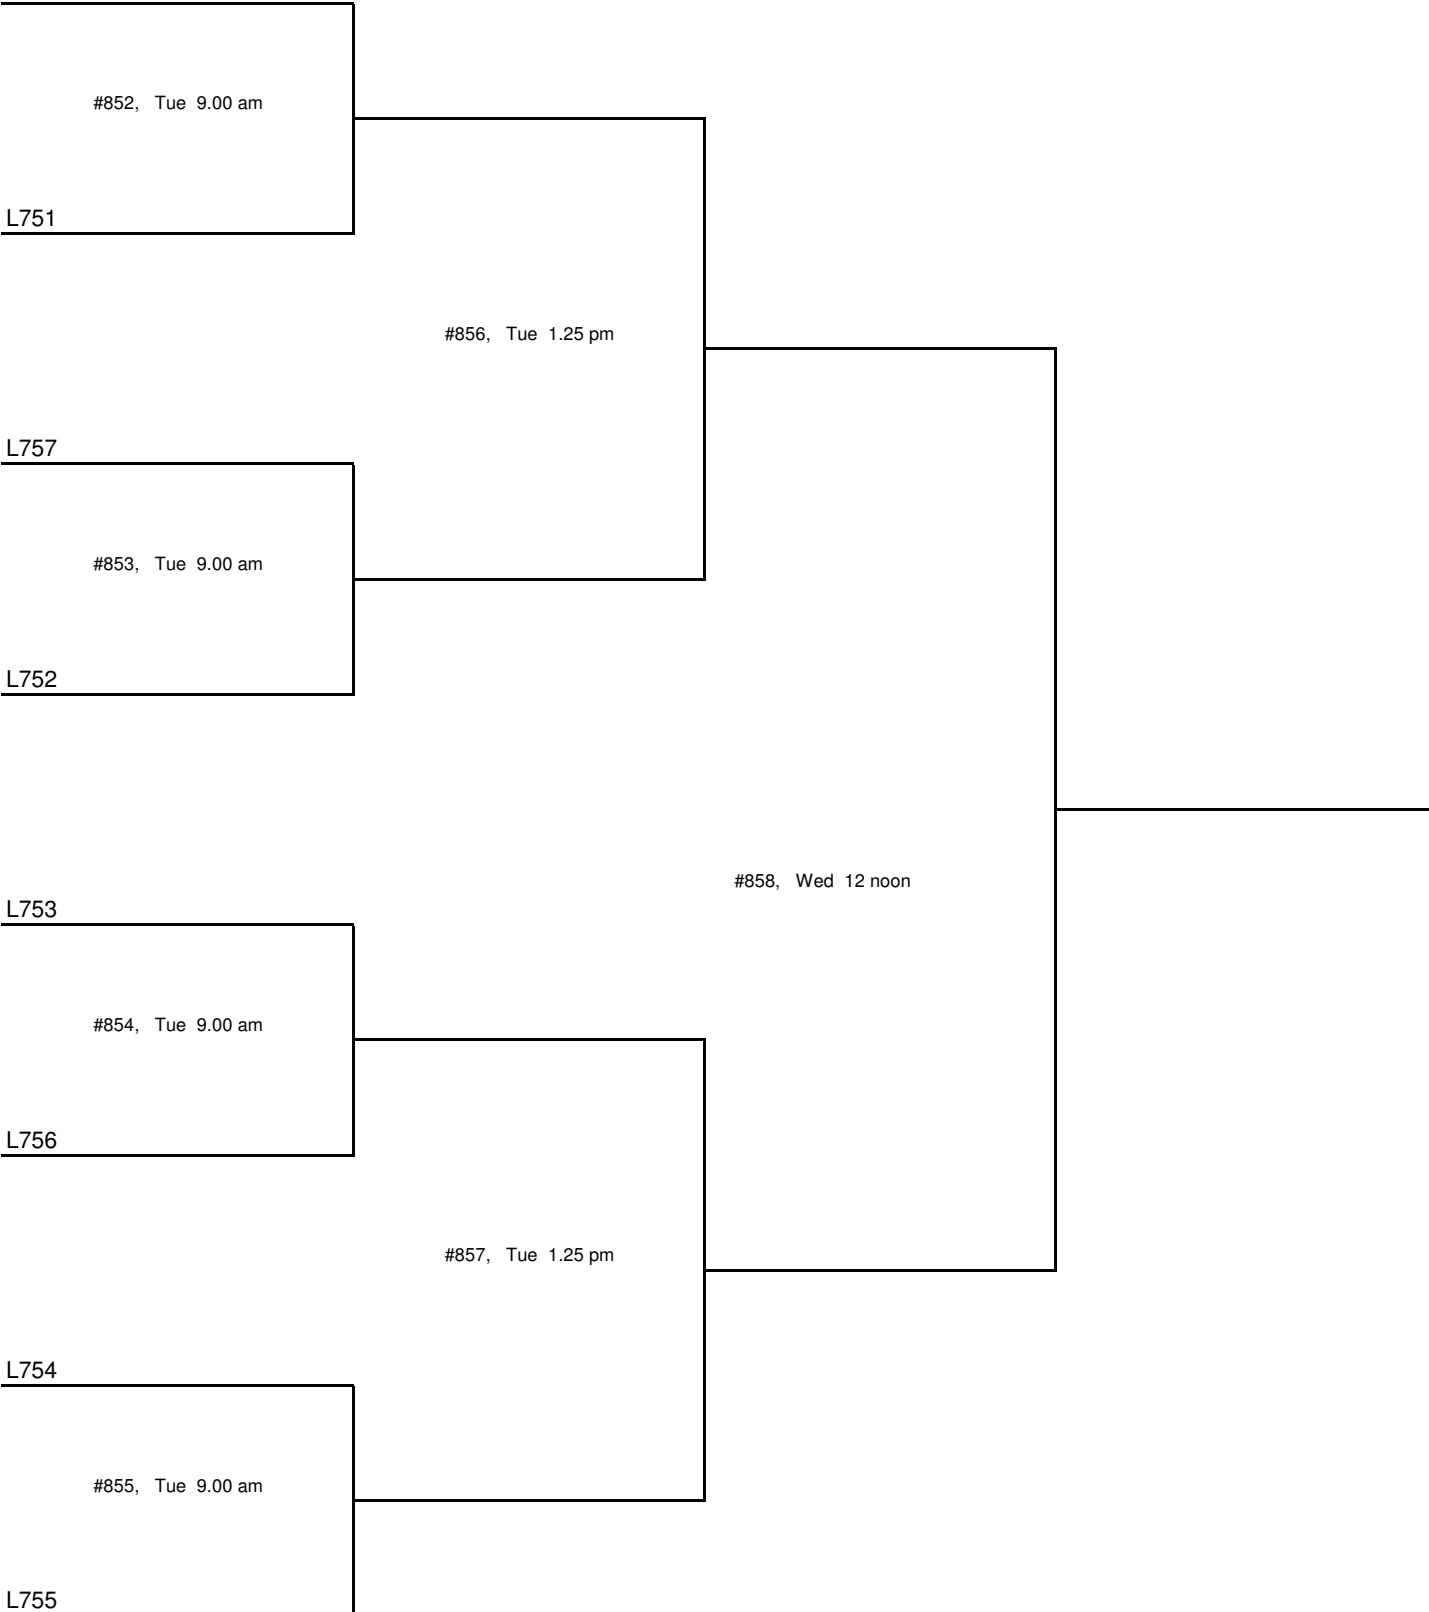 #852, Tue 9.00 am
L751
#856, Tue 1.25 pm
L757
#853, Tue 9.00 am
L752
#858, Wed 12 noon
L753
#854, Tue 9.00 am
L756
#857, Tue 1.25 pm
L754
#855, Tue 9.00 am
L755